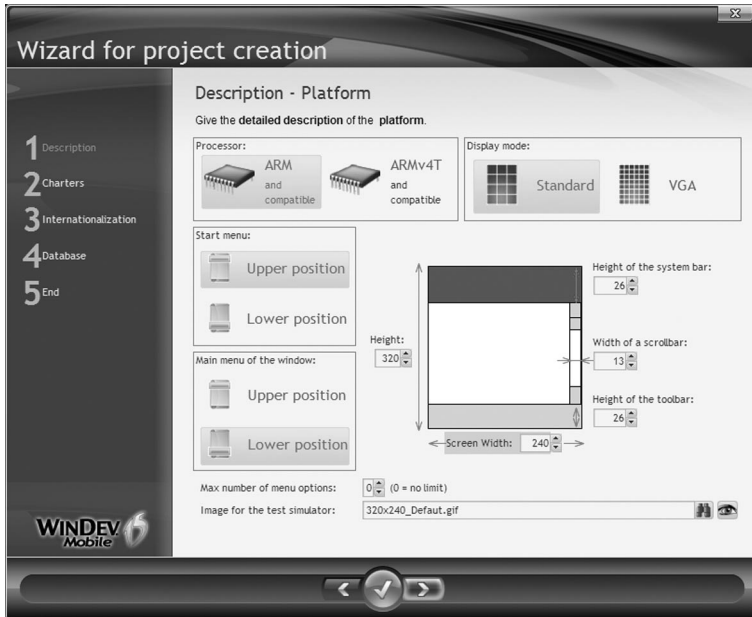 Wizard for project creation
Description - Platform
Give the detailed description of the platform.
1 Description
2 Charters
3 Internationalization
4 Database
5 End
Processor:
ARM
and
compatible
ARMv4T
and
compatible
Display mode:
Standard
VGA
Start menu:
Upper position
Lower position
Main menu of the window:
Upper position
Lower position
Height:
320
Height of the system bar:
26
Width of a scrollbar:
13
Height of the toolbar:
26
Screen Width: 240
Max number of menu options: 0 (0 = no limit)
Image for the test simulator: 320x240_Defaut.gif
WINDEV 15
Mobile